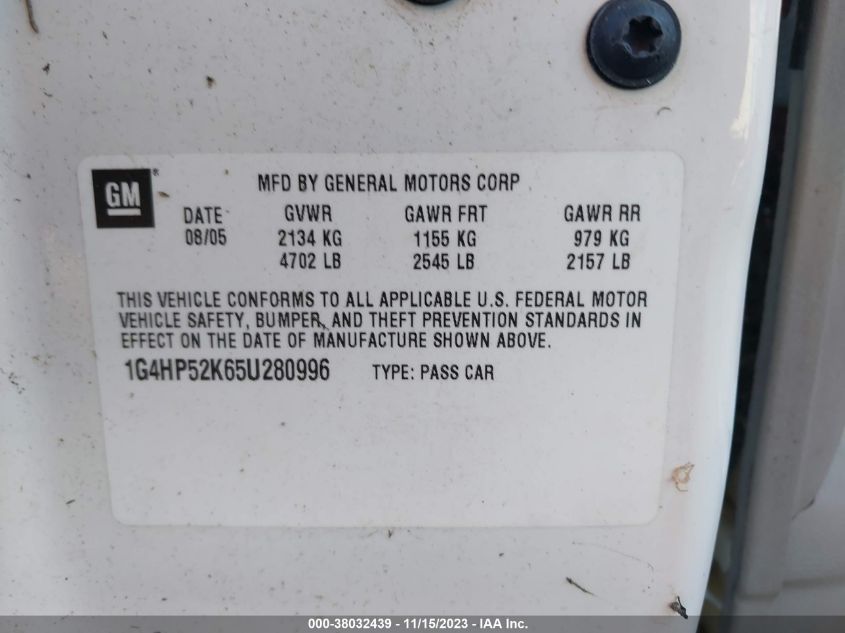 GM ®
MFD BY GENERAL MOTORS CORP
DATE GVWR GAWR FRT GAWR RR
08/05 2134 KG 1155 KG 979 KG
4702 LB 2545 LB 2157 LB
THIS VEHICLE CONFORMS TO ALL APPLICABLE U.S. FEDERAL MOTOR
VEHICLE SAFETY, BUMPER, AND THEFT PREVENTION STANDARDS IN
EFFECT ON THE DATE OF MANUFACTURE SHOWN ABOVE.
1G4HP52K65U280996 TYPE: PASS CAR
000-38032439 - 11/15/2023 - IAA Inc.